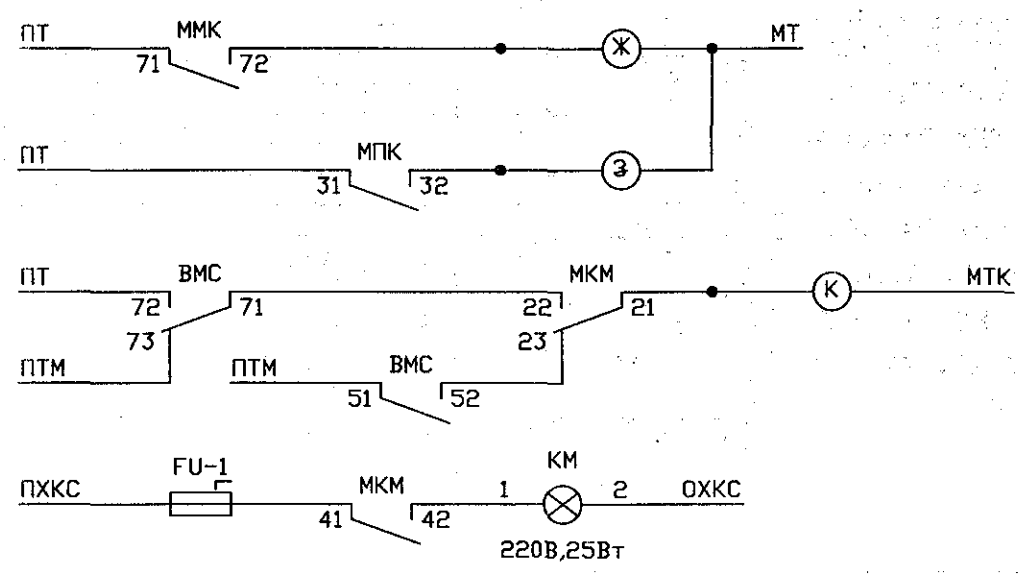 ПТ ММК МТ
71 72 Ж
ПТ МПК
31 32 З
ПТ ВМС МКМ МТК
72 71 22 21 К
73 23
ПТМ ПТМ ВМС
51 52
FU-1 КМ
ПХКС МКМ 1 2 ОХКС
41 42
220В,25Вт